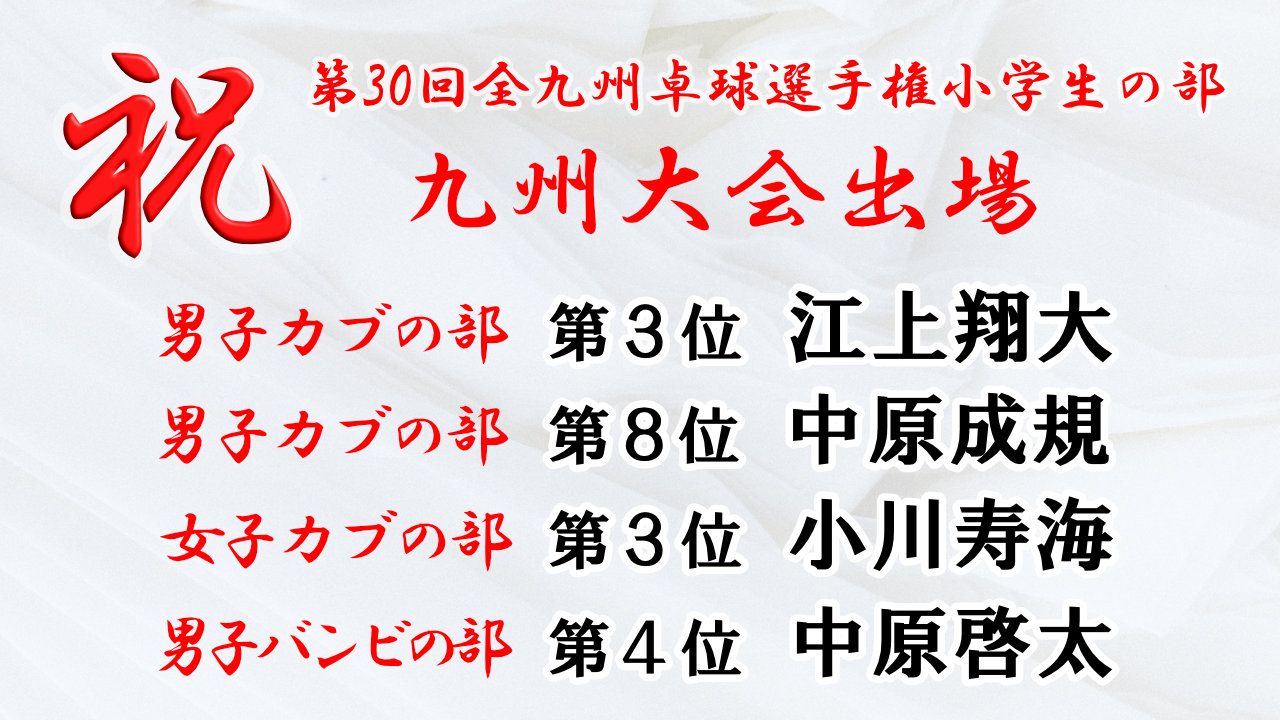 祝
第30回全九州卓球選手権小学生の部
九州大会出場
男子カブの部 第3位 江上翔大
男子カブの部 第8位 中原成規
女子カブの部 第3位 小川寿海
男子バンビの部 第4位 中原啓太